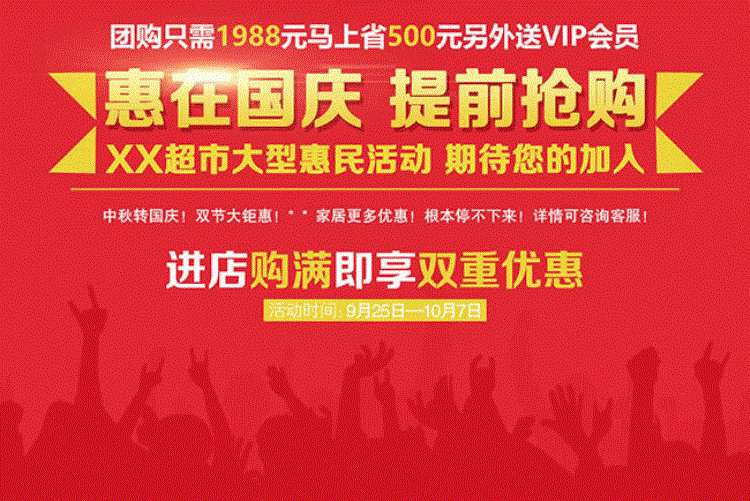 团购只需1988元马上省500元另外送VIP会员
惠在国庆 提前抢购
XX超市大型惠民活动 期待您的加入
中秋转国庆！双节大钜惠！**家居更多优惠！根本停不下来！详情可咨询客服！
进店购满即享双重优惠
活动时间:9月25日—10月7日